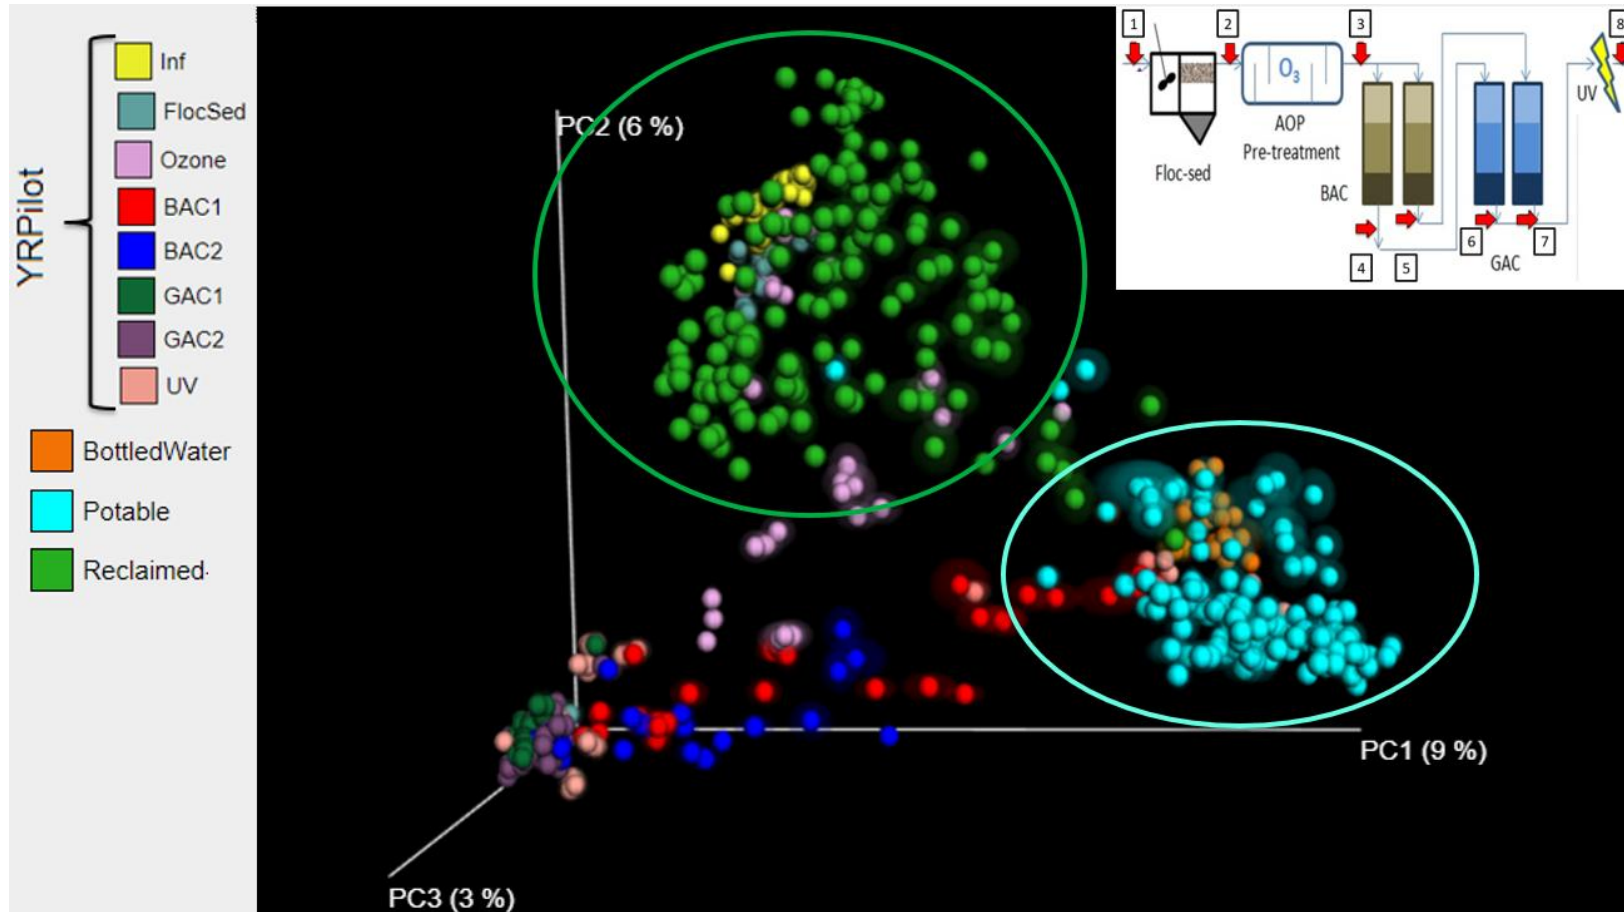 YRPilot
Inf
FlocSed
Ozone
BAC1
BAC2
GAC1
GAC2
UV
BottledWater
Potable
Reclaimed
PC2 (6 %)
PC1 (9 %)
PC3 (3 %)
1
2
3
8
O3
AOP
Pre-treatment
Floc-sed
BAC
UV
4
5
6
7
GAC